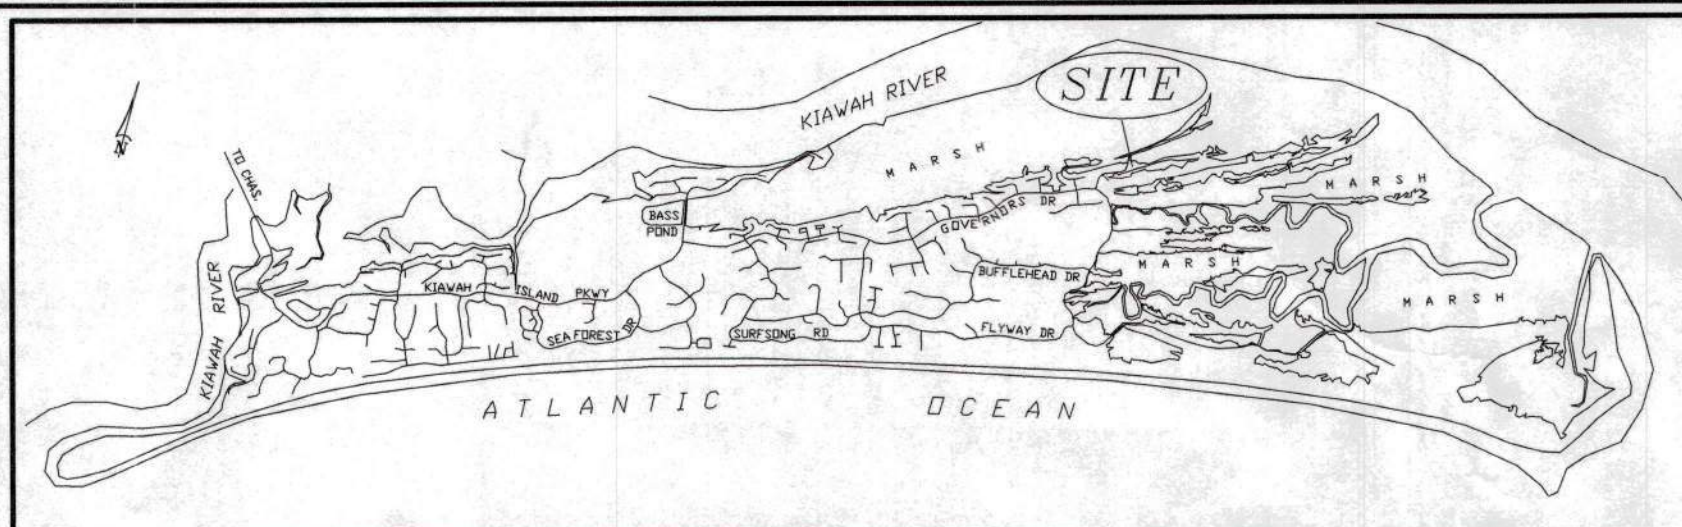 KIAWAH RIVER
SITE
TO CHAS.
MARSH
MARSH
BASS
POND
GOVERNORS DR
KIAWAH RIVER
MARSH
BUFFLEHEAD DR
KIAWAH ISLAND PKWY
MARSH
SEA FOREST DR
SURFSONG RD
FLYWAY DR
ATLANTIC OCEAN